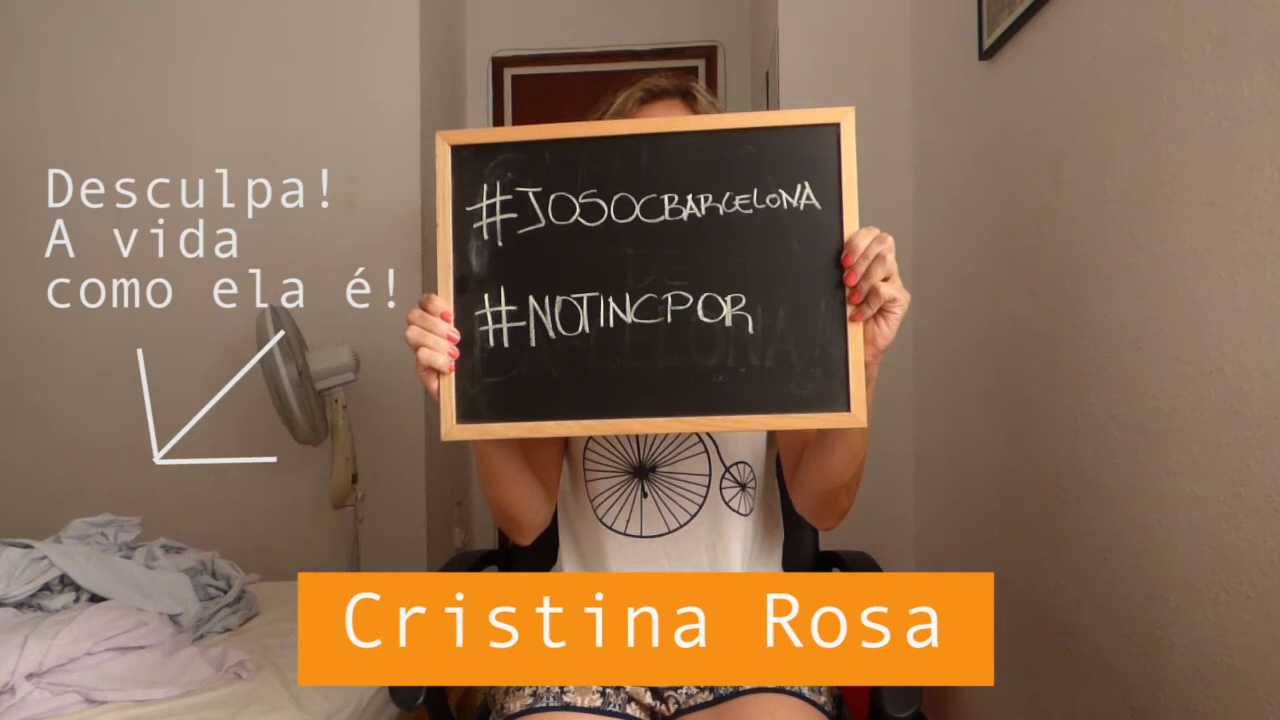 Desculpa!
A vida
como ela é!
#JOSOCBARCELONA
#NOTINCPOR
Cristina Rosa